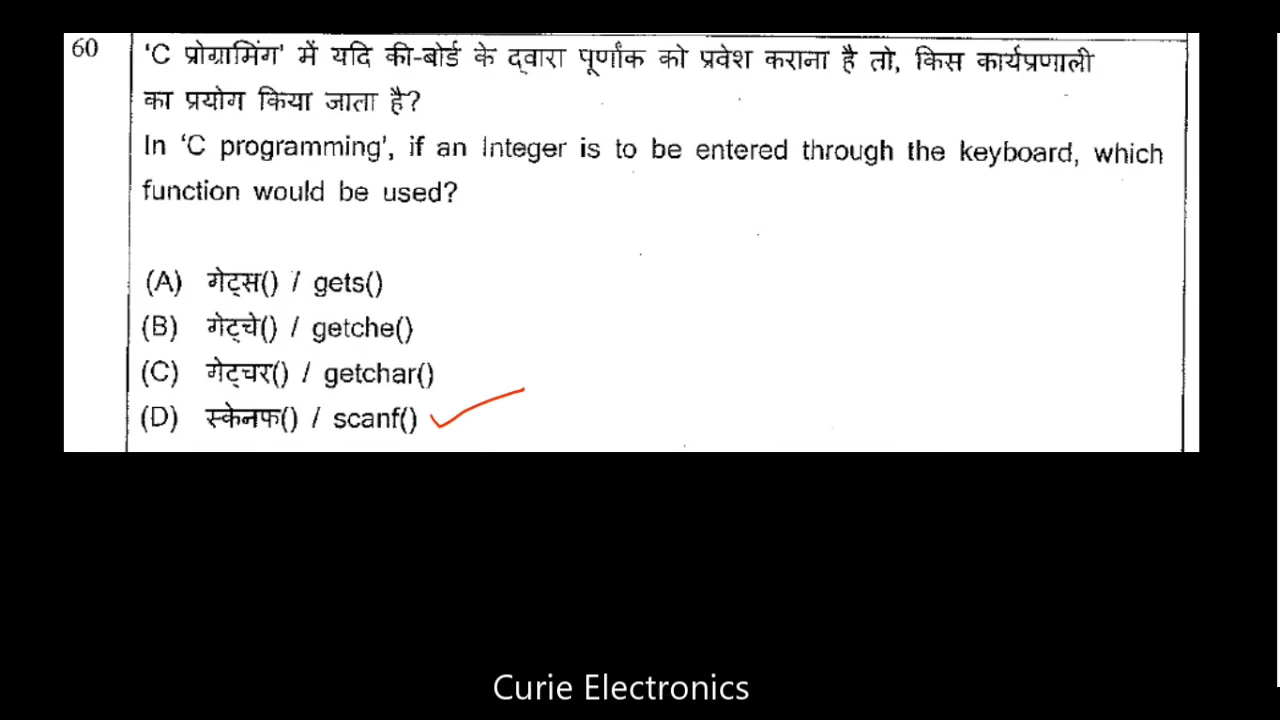 60
'C प्रोग्रामिंग' में यदि की-बोर्ड के द्वारा पूर्णांक को प्रवेश कराना है तो, किस कार्यप्रणाली
का प्रयोग किया जाता है?
In 'C programming', if an Integer is to be entered through the keyboard, which
function would be used?
(A) गेट्स() / gets()
(B) गेट्चे() / getche()
(C) गेट्चर() / getchar()
(D) स्केनफ() / scanf()
Curie Electronics